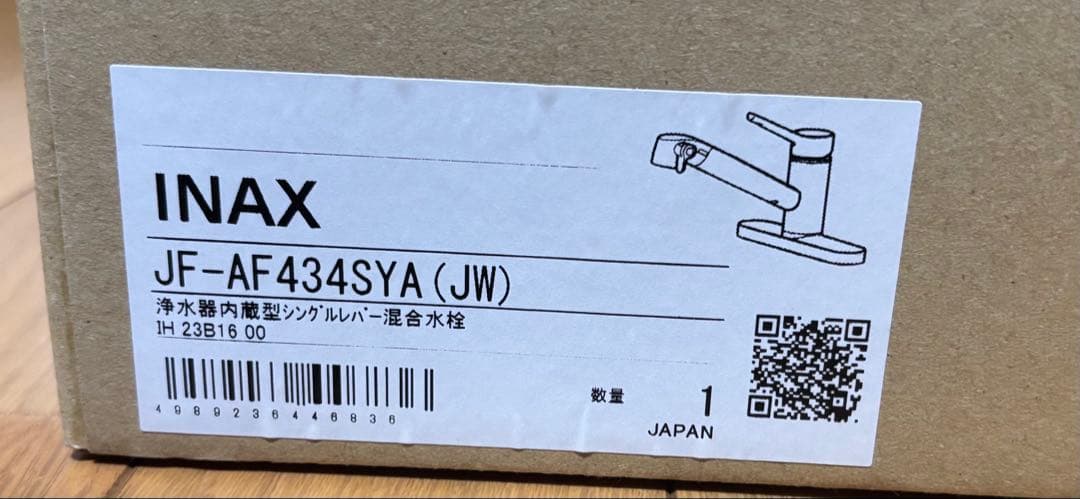 INAX
JF-AF434SYA(JW)
浄水器内蔵型ｼﾝｸﾞﾙﾚﾊﾞｰ混合水栓
IH 23B16 00
4989236446836
数量 1
JAPAN